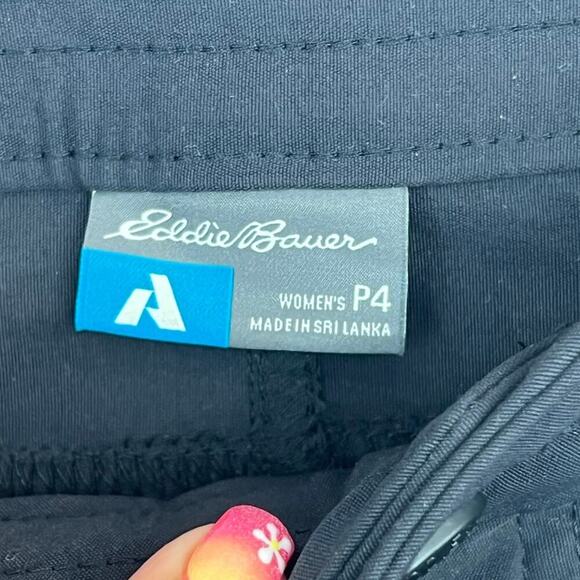 Eddie Bauer
WOMEN'S P4
MADE IN SRI LANKA